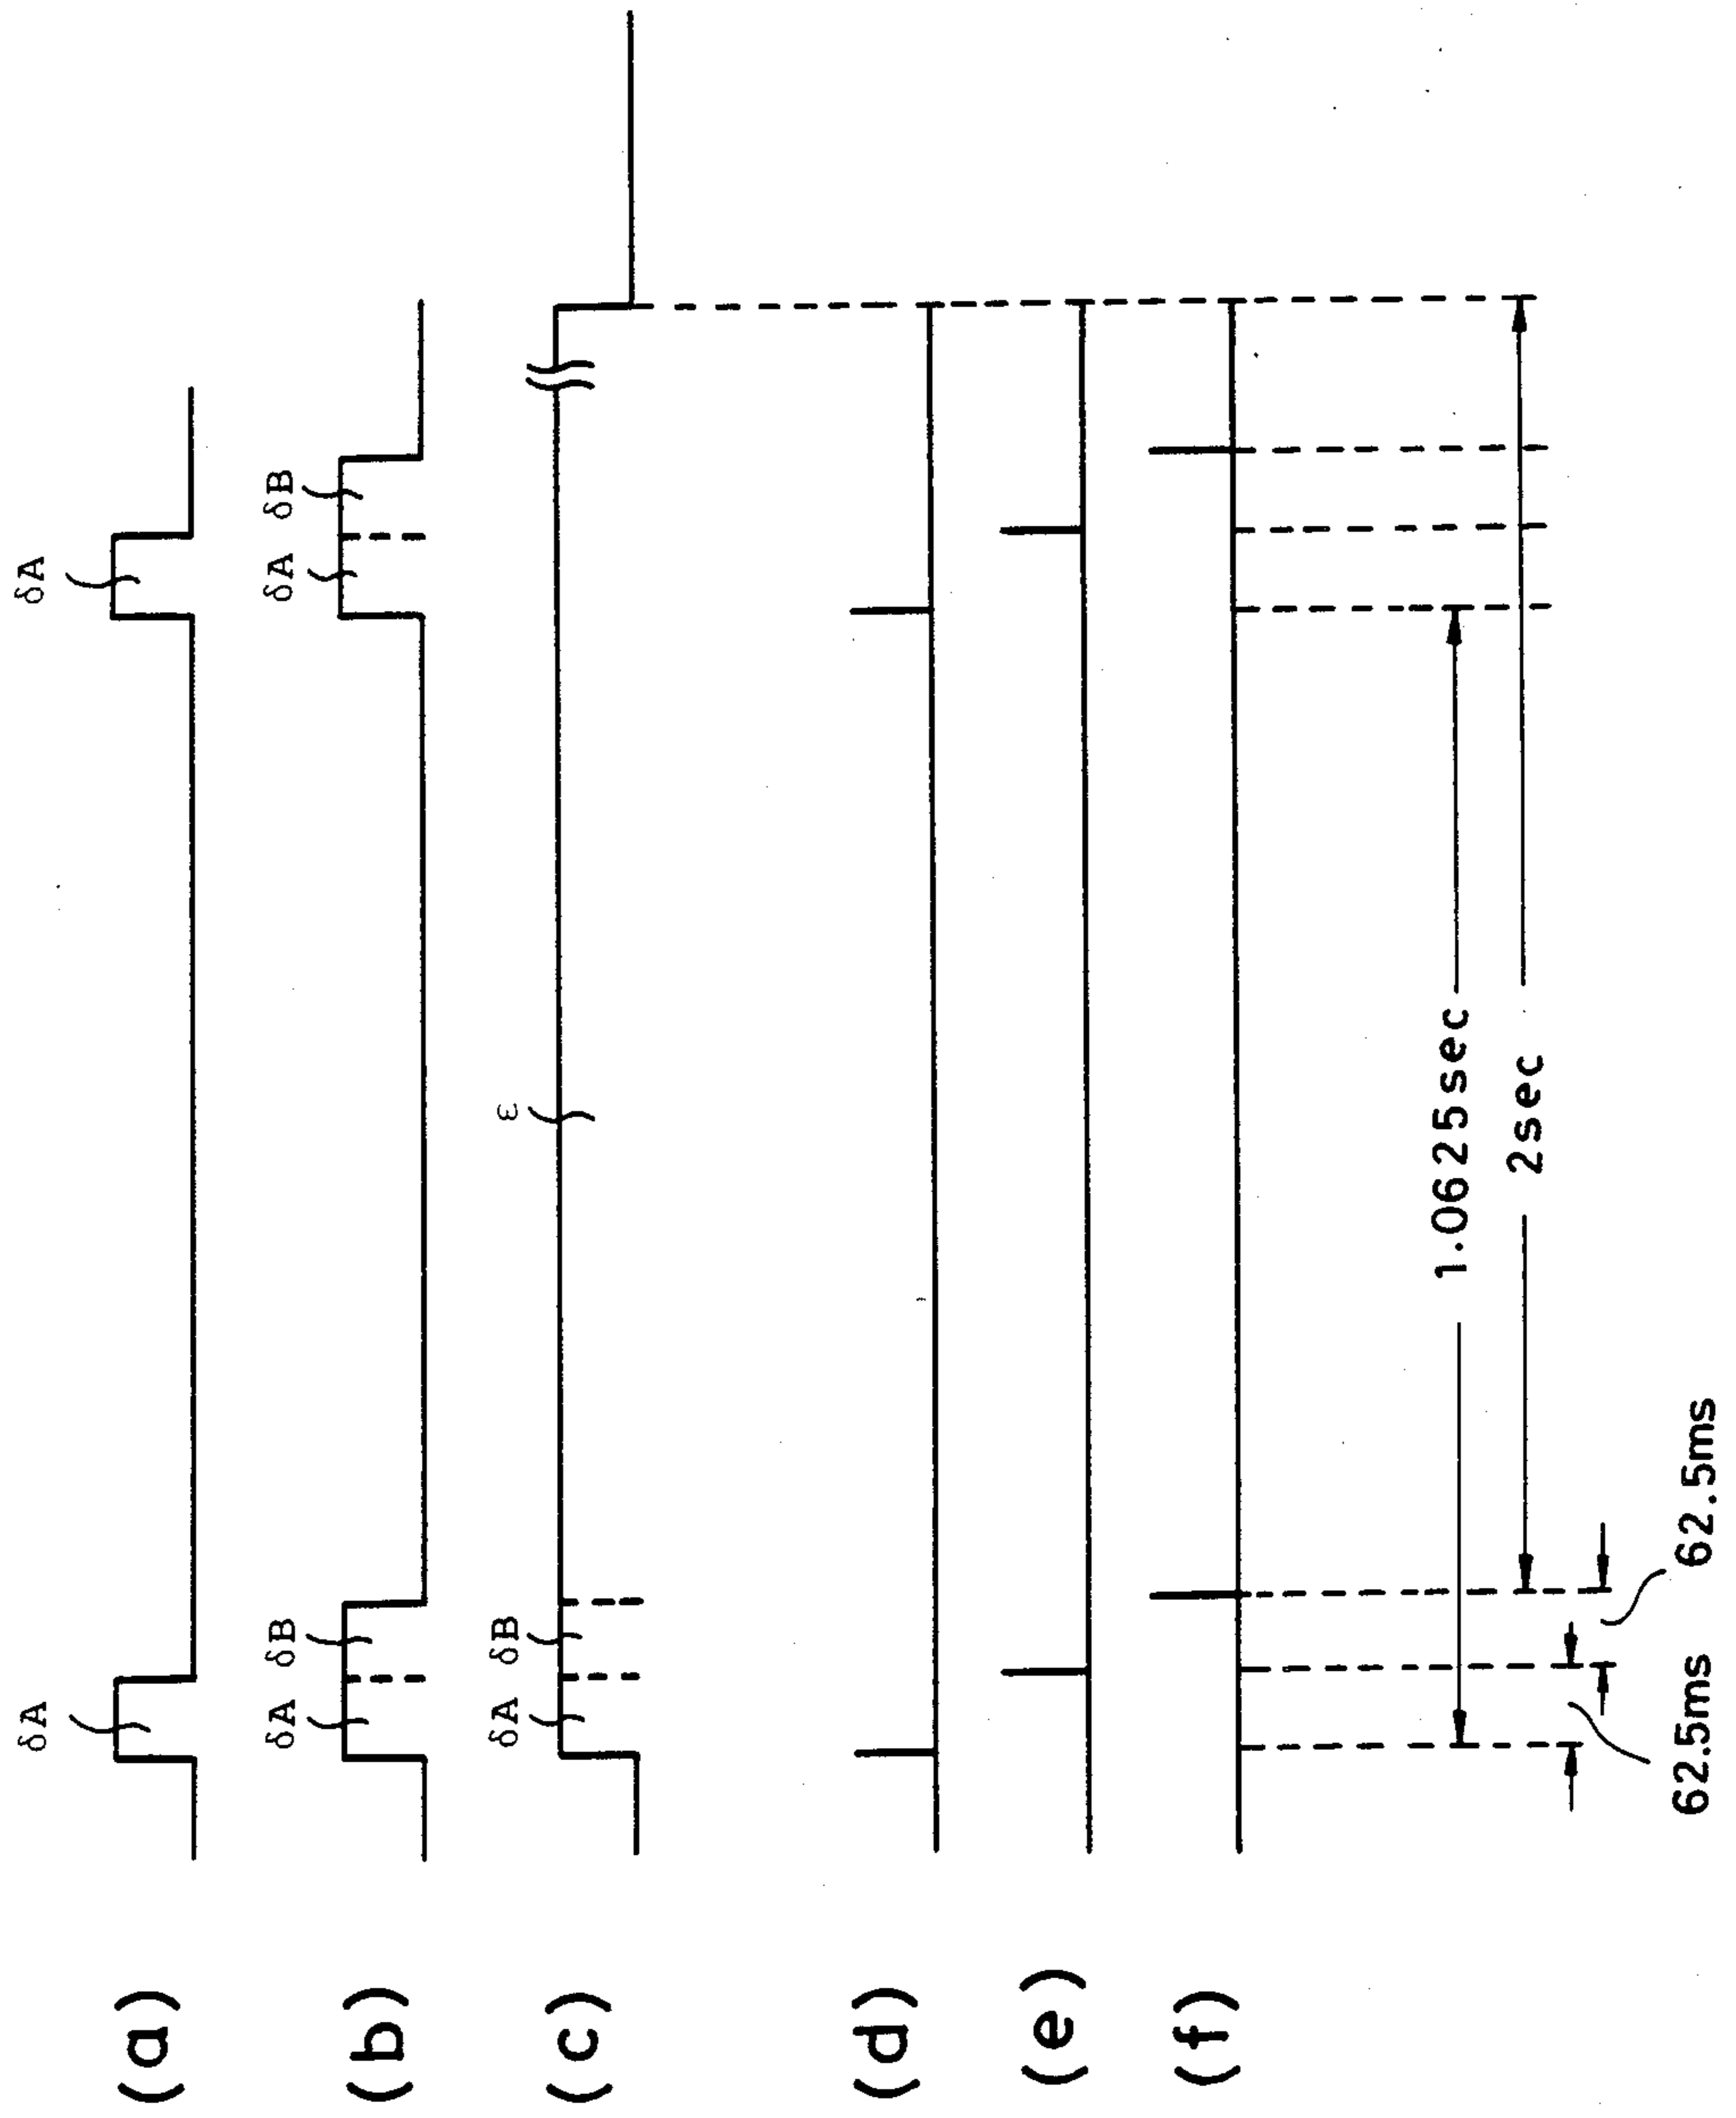 (a) δA δA
(b) δA δB δA δB
(c) δA δB ε
(d)
(e)
(f)
1.0625sec
2sec
62.5ms 62.5ms